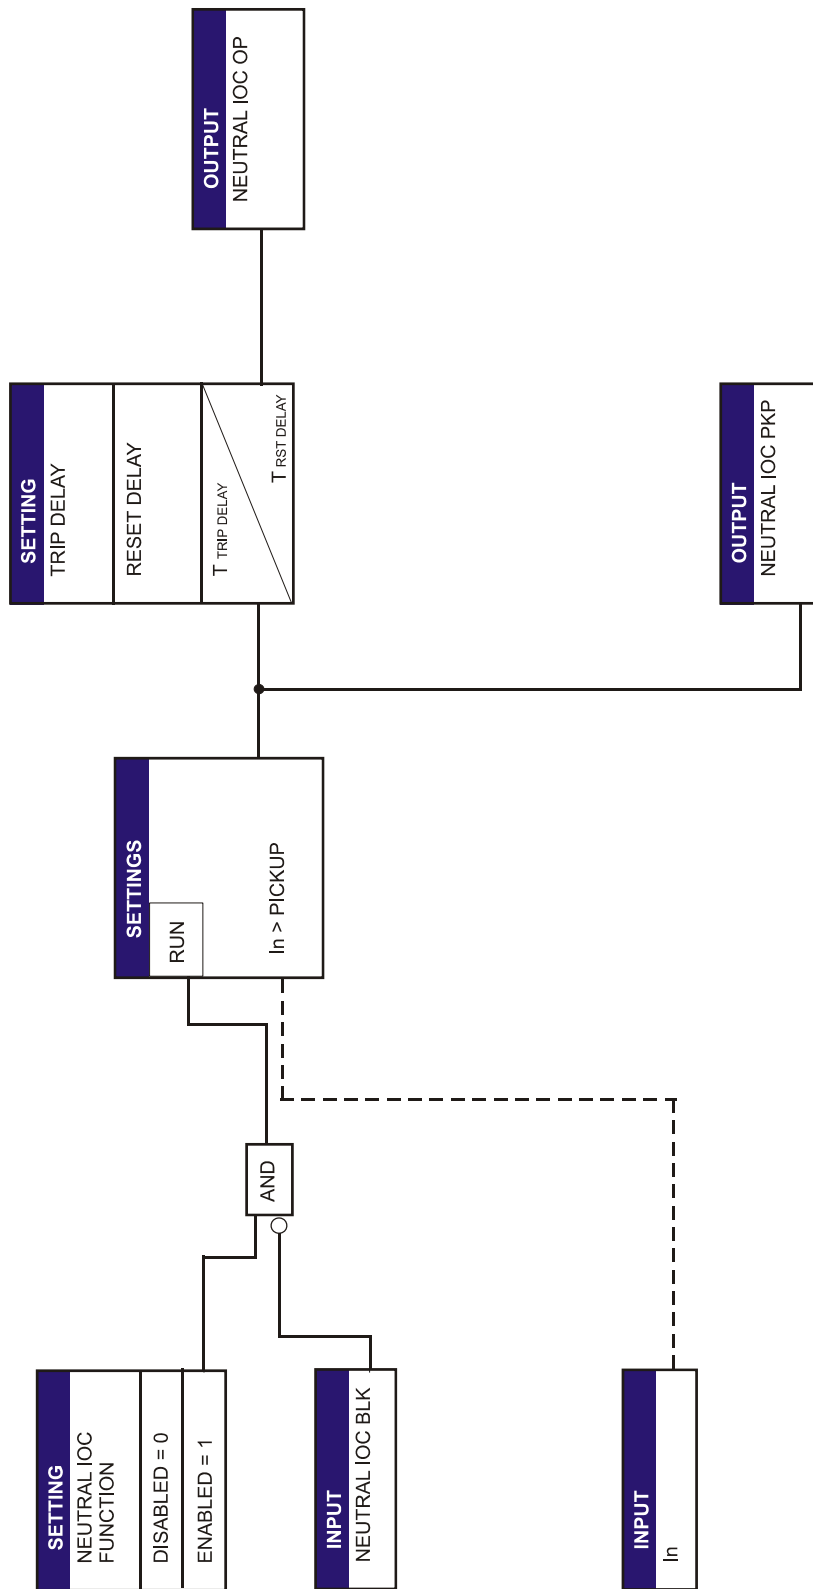 SETTING
NEUTRAL IOC
FUNCTION
DISABLED = 0
ENABLED = 1
INPUT
NEUTRAL IOC BLK
INPUT
In
AND
SETTINGS
RUN
In > PICKUP
SETTING
TRIP DELAY
RESET DELAY
T TRIP DELAY
T RST DELAY
OUTPUT
NEUTRAL IOC OP
OUTPUT
NEUTRAL IOC PKP